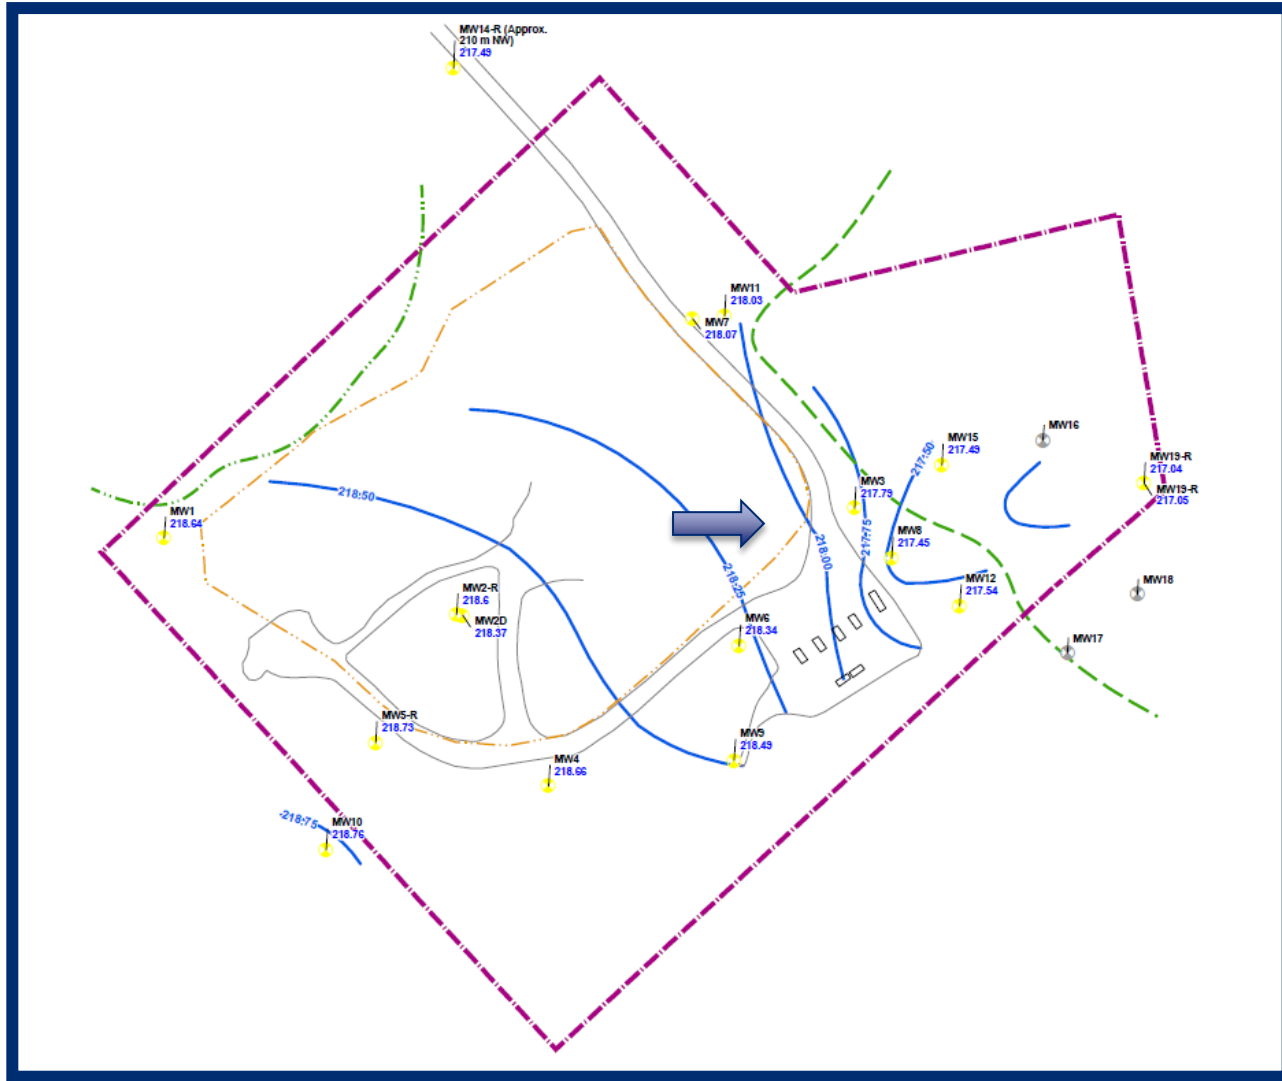 MW14-R (Approx.
210 m NW)
217.49
MW11
218.03
MW7
218.07
MW16
MW15
217.49
217:50
MW19-R
217.04
MW19-R
217.05
MW3
217.79
218:50
MW1
218.64
MW8
217.45
217:75
218:00
218:25
MW12
217.54
MW18
MW2-R
218.6
MW2D
218.37
MW6
218.34
MW17
MW5-R
218.73
MW9
218.49
MW4
218.66
-218:75
MW10
218.76